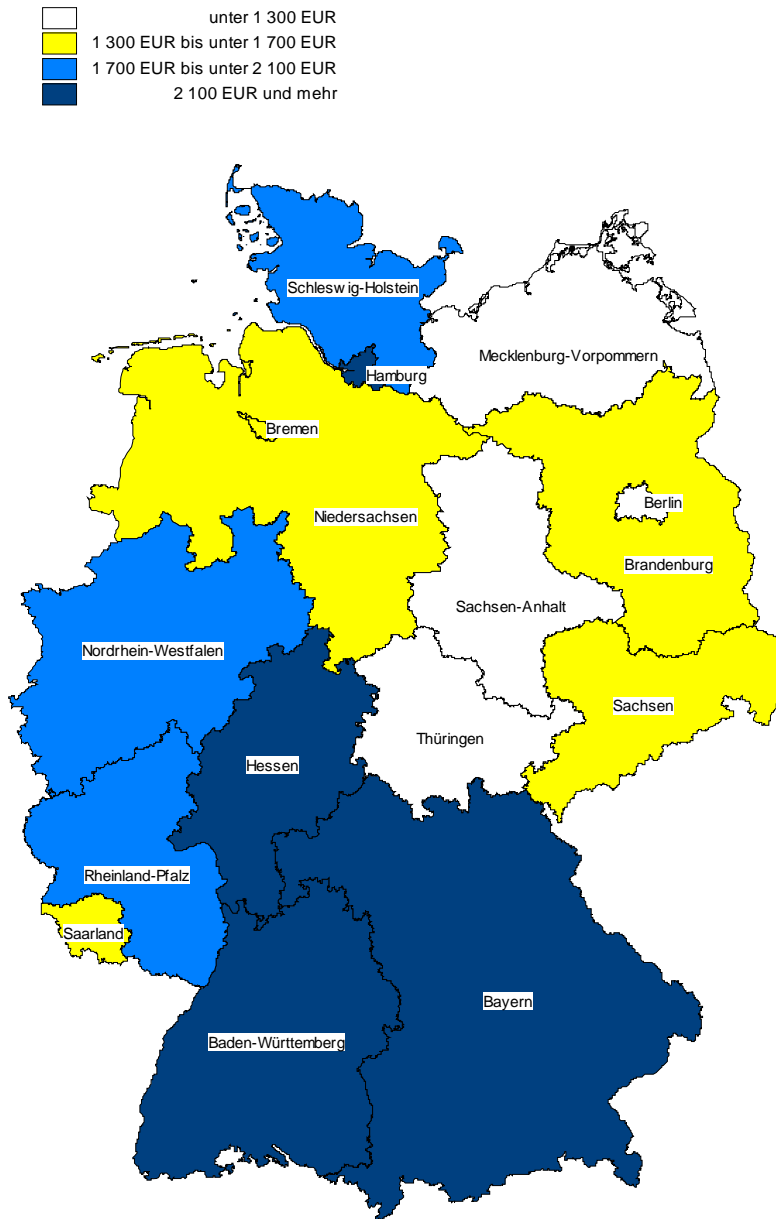 unter 1 300 EUR
1 300 EUR bis unter 1 700 EUR
1 700 EUR bis unter 2 100 EUR
2 100 EUR und mehr
Schleswig-Holstein
Mecklenburg-Vorpommern
Hamburg
Bremen
Berlin
Niedersachsen
Brandenburg
Sachsen-Anhalt
Nordrhein-Westfalen
Sachsen
Thüringen
Hessen
Rheinland-Pfalz
Saarland
Bayern
Baden-Württemberg